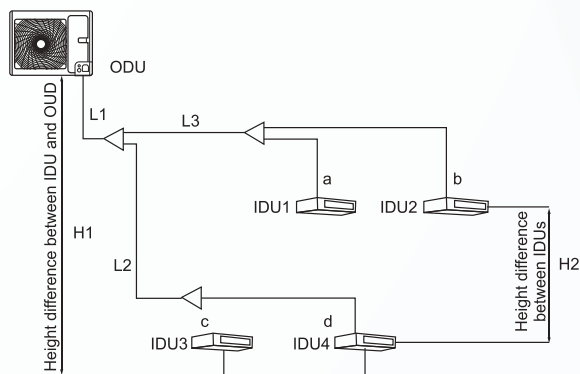 ODU
L1
L3
Height difference between IDU and OUD
H1
a
b
IDU1
IDU2
L2
Height difference
between IDUs
H2
c
d
IDU3
IDU4